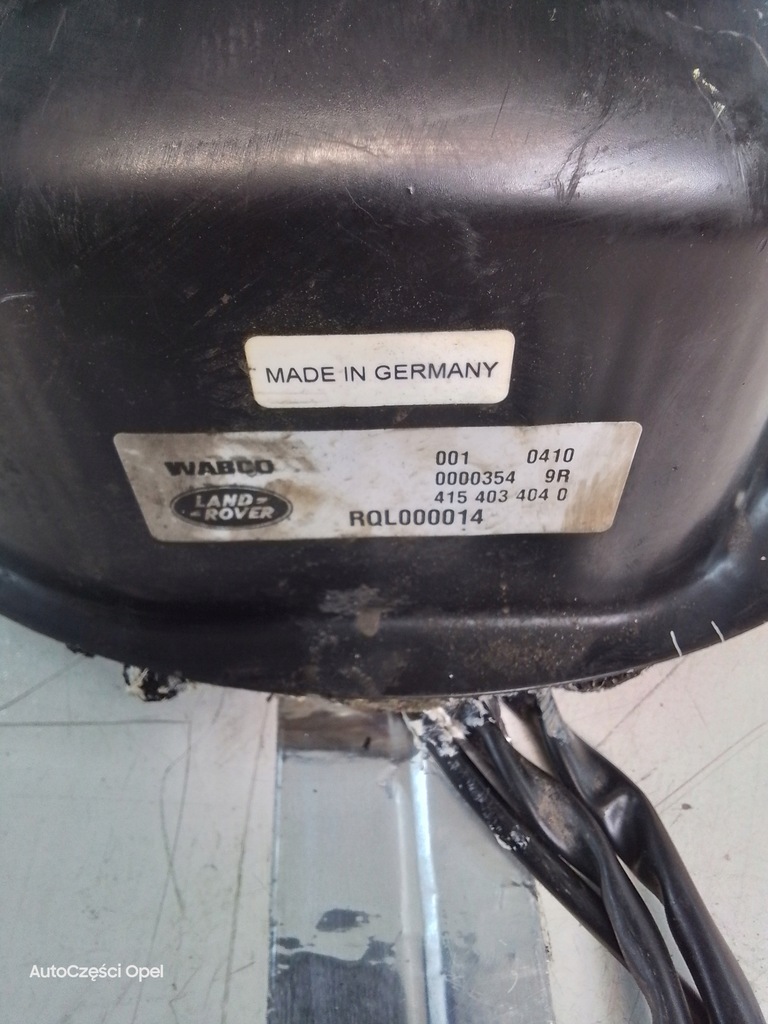 MADE IN GERMANY
WABCO
001 0410
0000354 9R
415 403 404 0
LAND-
-ROVER
RQL000014
AutoCzęści Opel